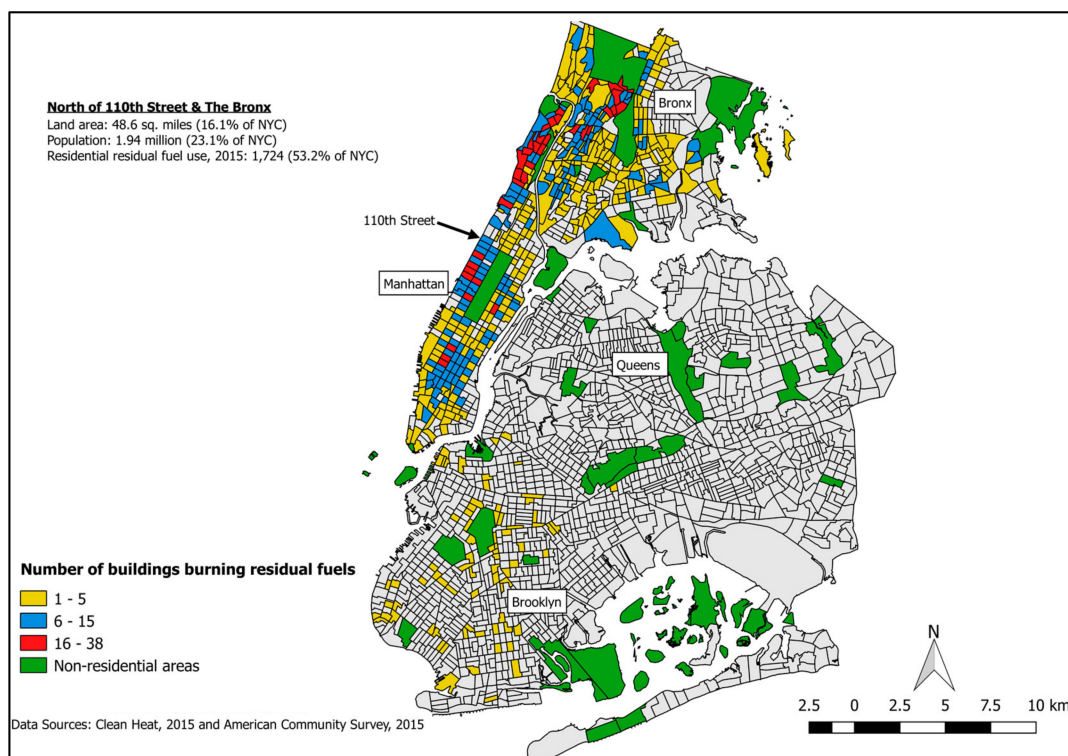 North of 110th Street & The Bronx
Land area: 48.6 sq. miles (16.1% of NYC)
Population: 1.94 million (23.1% of NYC)
Residential residual fuel use, 2015: 1,724 (53.2% of NYC)
Bronx
110th Street
Manhattan
Queens
Brooklyn
Number of buildings burning residual fuels
1 - 5
6 - 15
16 - 38
Non-residential areas
N
2.5 0 2.5 5 7.5 10 km
Data Sources: Clean Heat, 2015 and American Community Survey, 2015